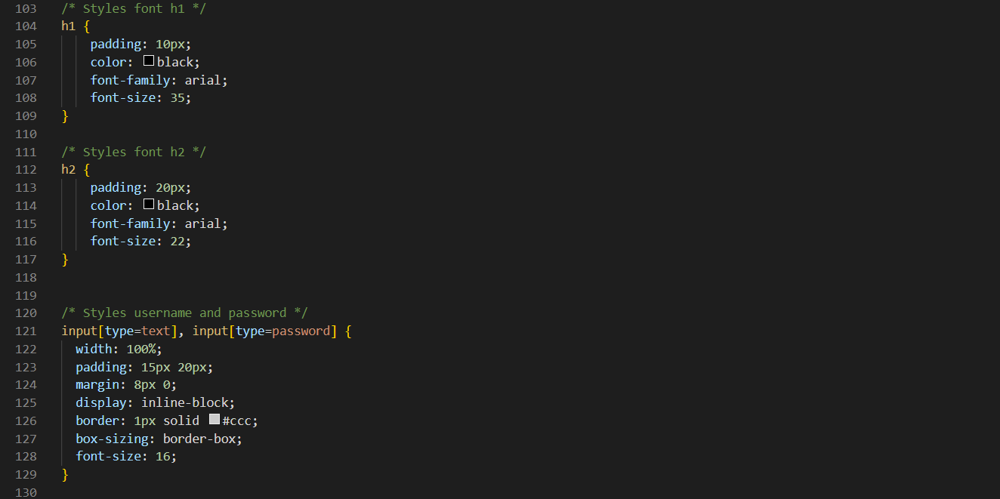 103 /* Styles font h1 */
104 h1 {
105     padding: 10px;
106     color: black;
107     font-family: arial;
108     font-size: 35;
109 }
110
111 /* Styles font h2 */
112 h2 {
113     padding: 20px;
114     color: black;
115     font-family: arial;
116     font-size: 22;
117 }
118
119
120 /* Styles username and password */
121 input[type=text], input[type=password] {
122   width: 100%;
123   padding: 15px 20px;
124   margin: 8px 0;
125   display: inline-block;
126   border: 1px solid #ccc;
127   box-sizing: border-box;
128   font-size: 16;
129 }
130